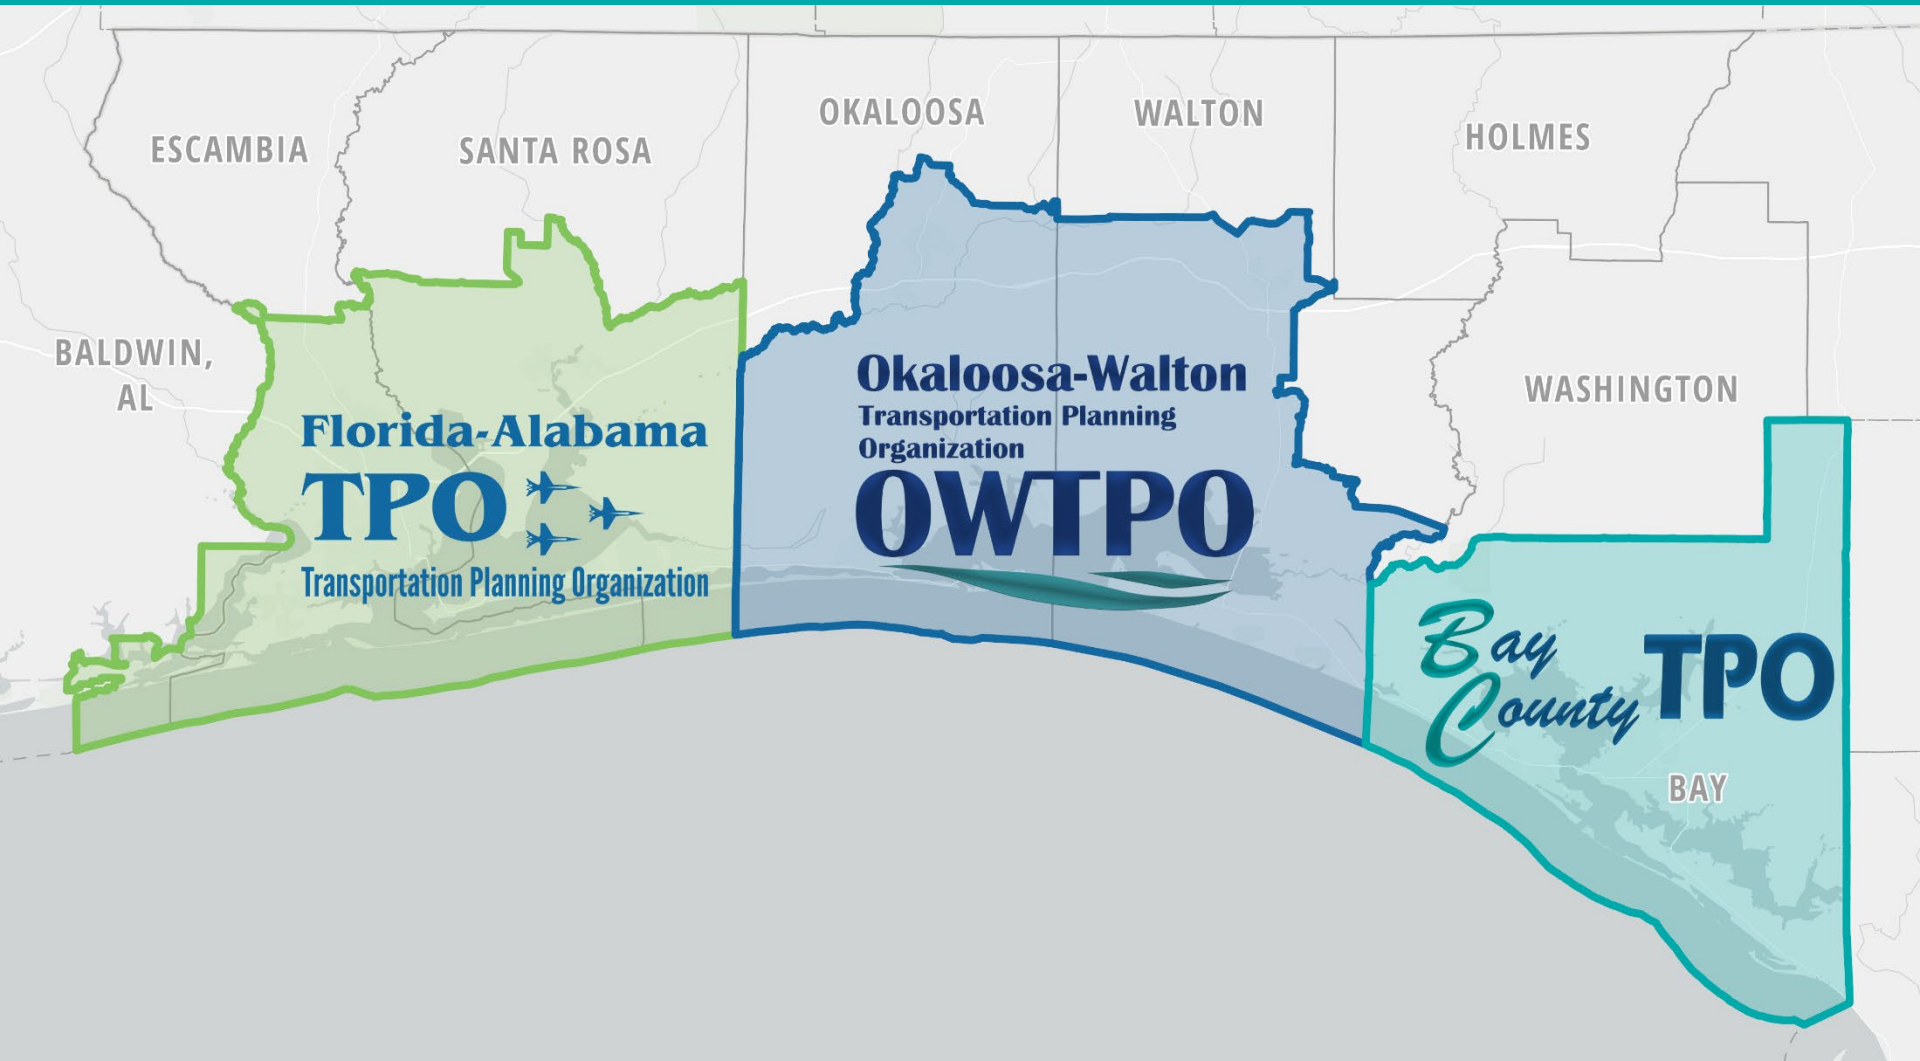 OKALOOSA
WALTON
HOLMES
ESCAMBIA
SANTA ROSA
BALDWIN,
AL
WASHINGTON
Florida-Alabama
TPO
Transportation Planning Organization
Okaloosa-Walton
Transportation Planning
Organization
OWTPO
Bay
County
TPO
BAY